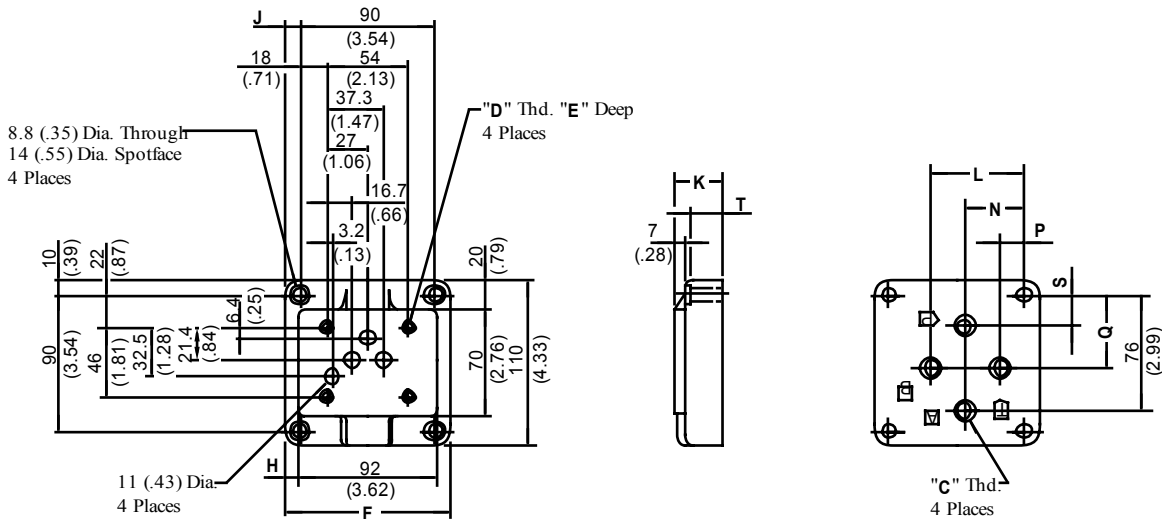 J
90
(3.54)
18
(.71)
54
(2.13)
37.3
(1.47)
27
(1.06)
16.7
(.66)
3.2
(.13)
"D" Thd. "E" Deep
4 Places
8.8 (.35) Dia. Through
14 (.55) Dia. Spotface
4 Places
10
(.39)
22
(.87)
6.4
(.25)
20
(.79)
90
(3.54)
46
(1.81)
32.5
(1.28)
21.4
(.84)
70
(2.76)
110
(4.33)
11 (.43) Dia.
4 Places
H
92
(3.62)
F
K
T
7
(.28)
L
N
P
S
Q
76
(2.99)
P
B
A
T
"C" Thd.
4 Places